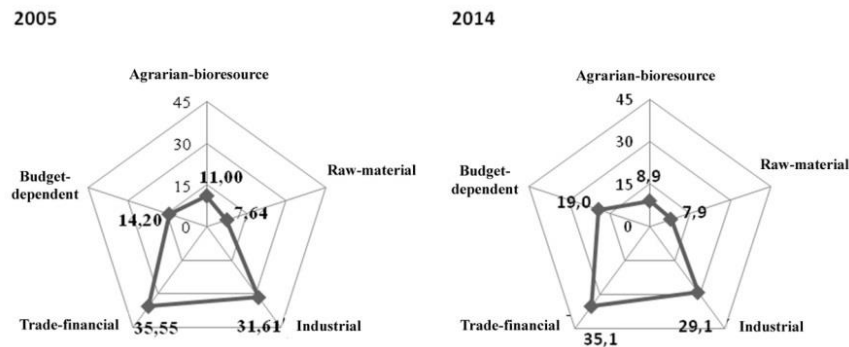 2005
Agrarian-bioresource
45
30
15
0
11,00
Raw-material
7,64
Budget-
dependent
14,20
Trade-financial
35,55
31,61
Industrial
2014
Agrarian-bioresource
45
30
15
0
8,9
Raw-material
7,9
Budget-
dependent
19,0
Trade-financial
35,1
29,1
Industrial